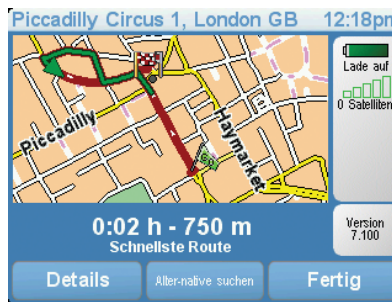 Piccadilly Circus 1, London GB 12:18pm
Lade auf
0 Satelliten
Piccadilly
Haymarket
GO
0:02 h - 750 m
Schnellste Route
Version
7.100
Details
Alter-native suchen
Fertig